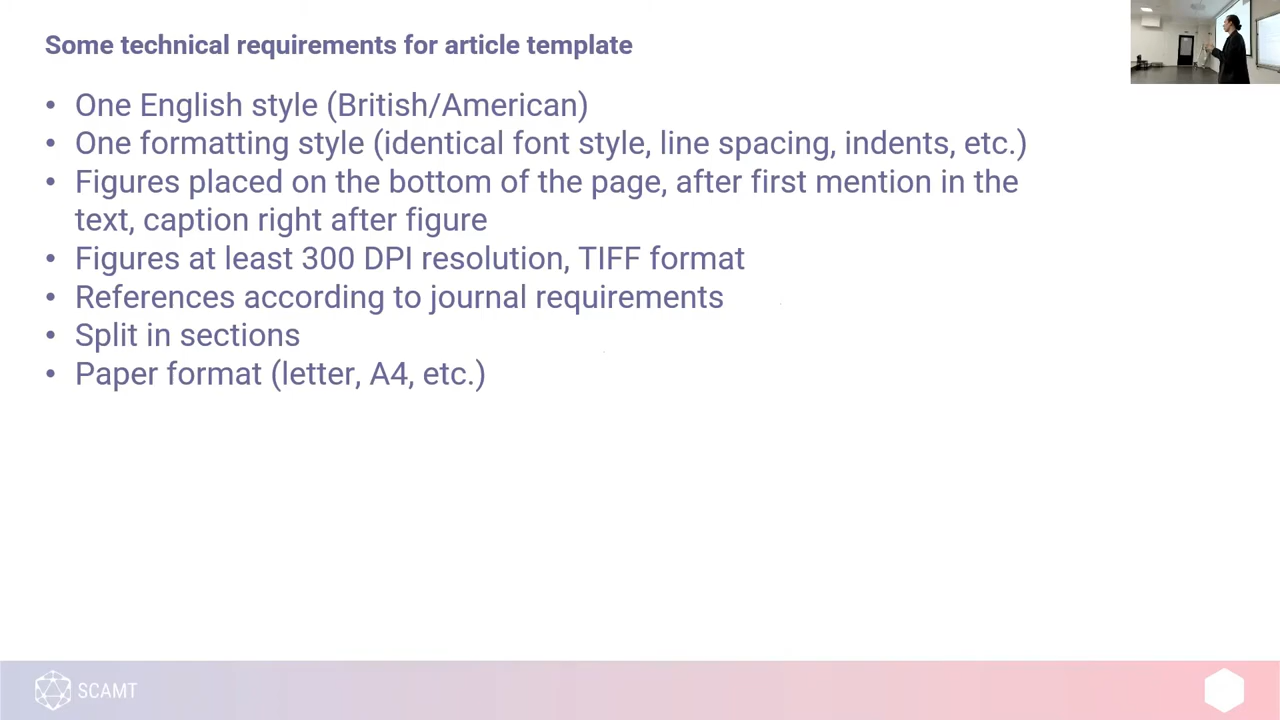 Some technical requirements for article template
• One English style (British/American)
• One formatting style (identical font style, line spacing, indents, etc.)
• Figures placed on the bottom of the page, after first mention in the
text, caption right after figure
• Figures at least 300 DPI resolution, TIFF format
• References according to journal requirements
• Split in sections
• Paper format (letter, A4, etc.)
SCAMT